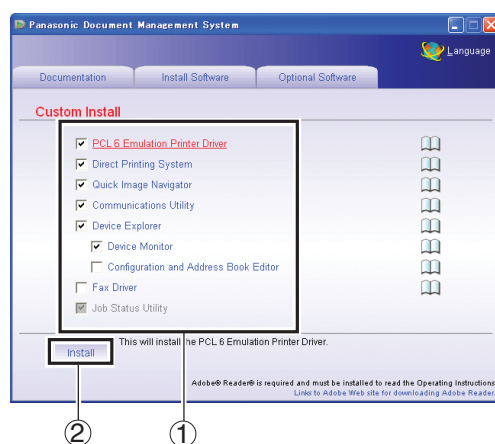 Panasonic Document Management System
Language
Documentation Install Software Optional Software
Custom Install
PCL 6 Emulation Printer Driver
Direct Printing System
Quick Image Navigator
Communications Utility
Device Explorer
Device Monitor
Configuration and Address Book Editor
Fax Driver
Job Status Utility
This will install he PCL 6 Emulation Printer Driver.
Install
Adobe® Reader® is required and must be installed to read the Operating Instructions
Links to Adobe Web site for downloading Adobe Reader
② ①